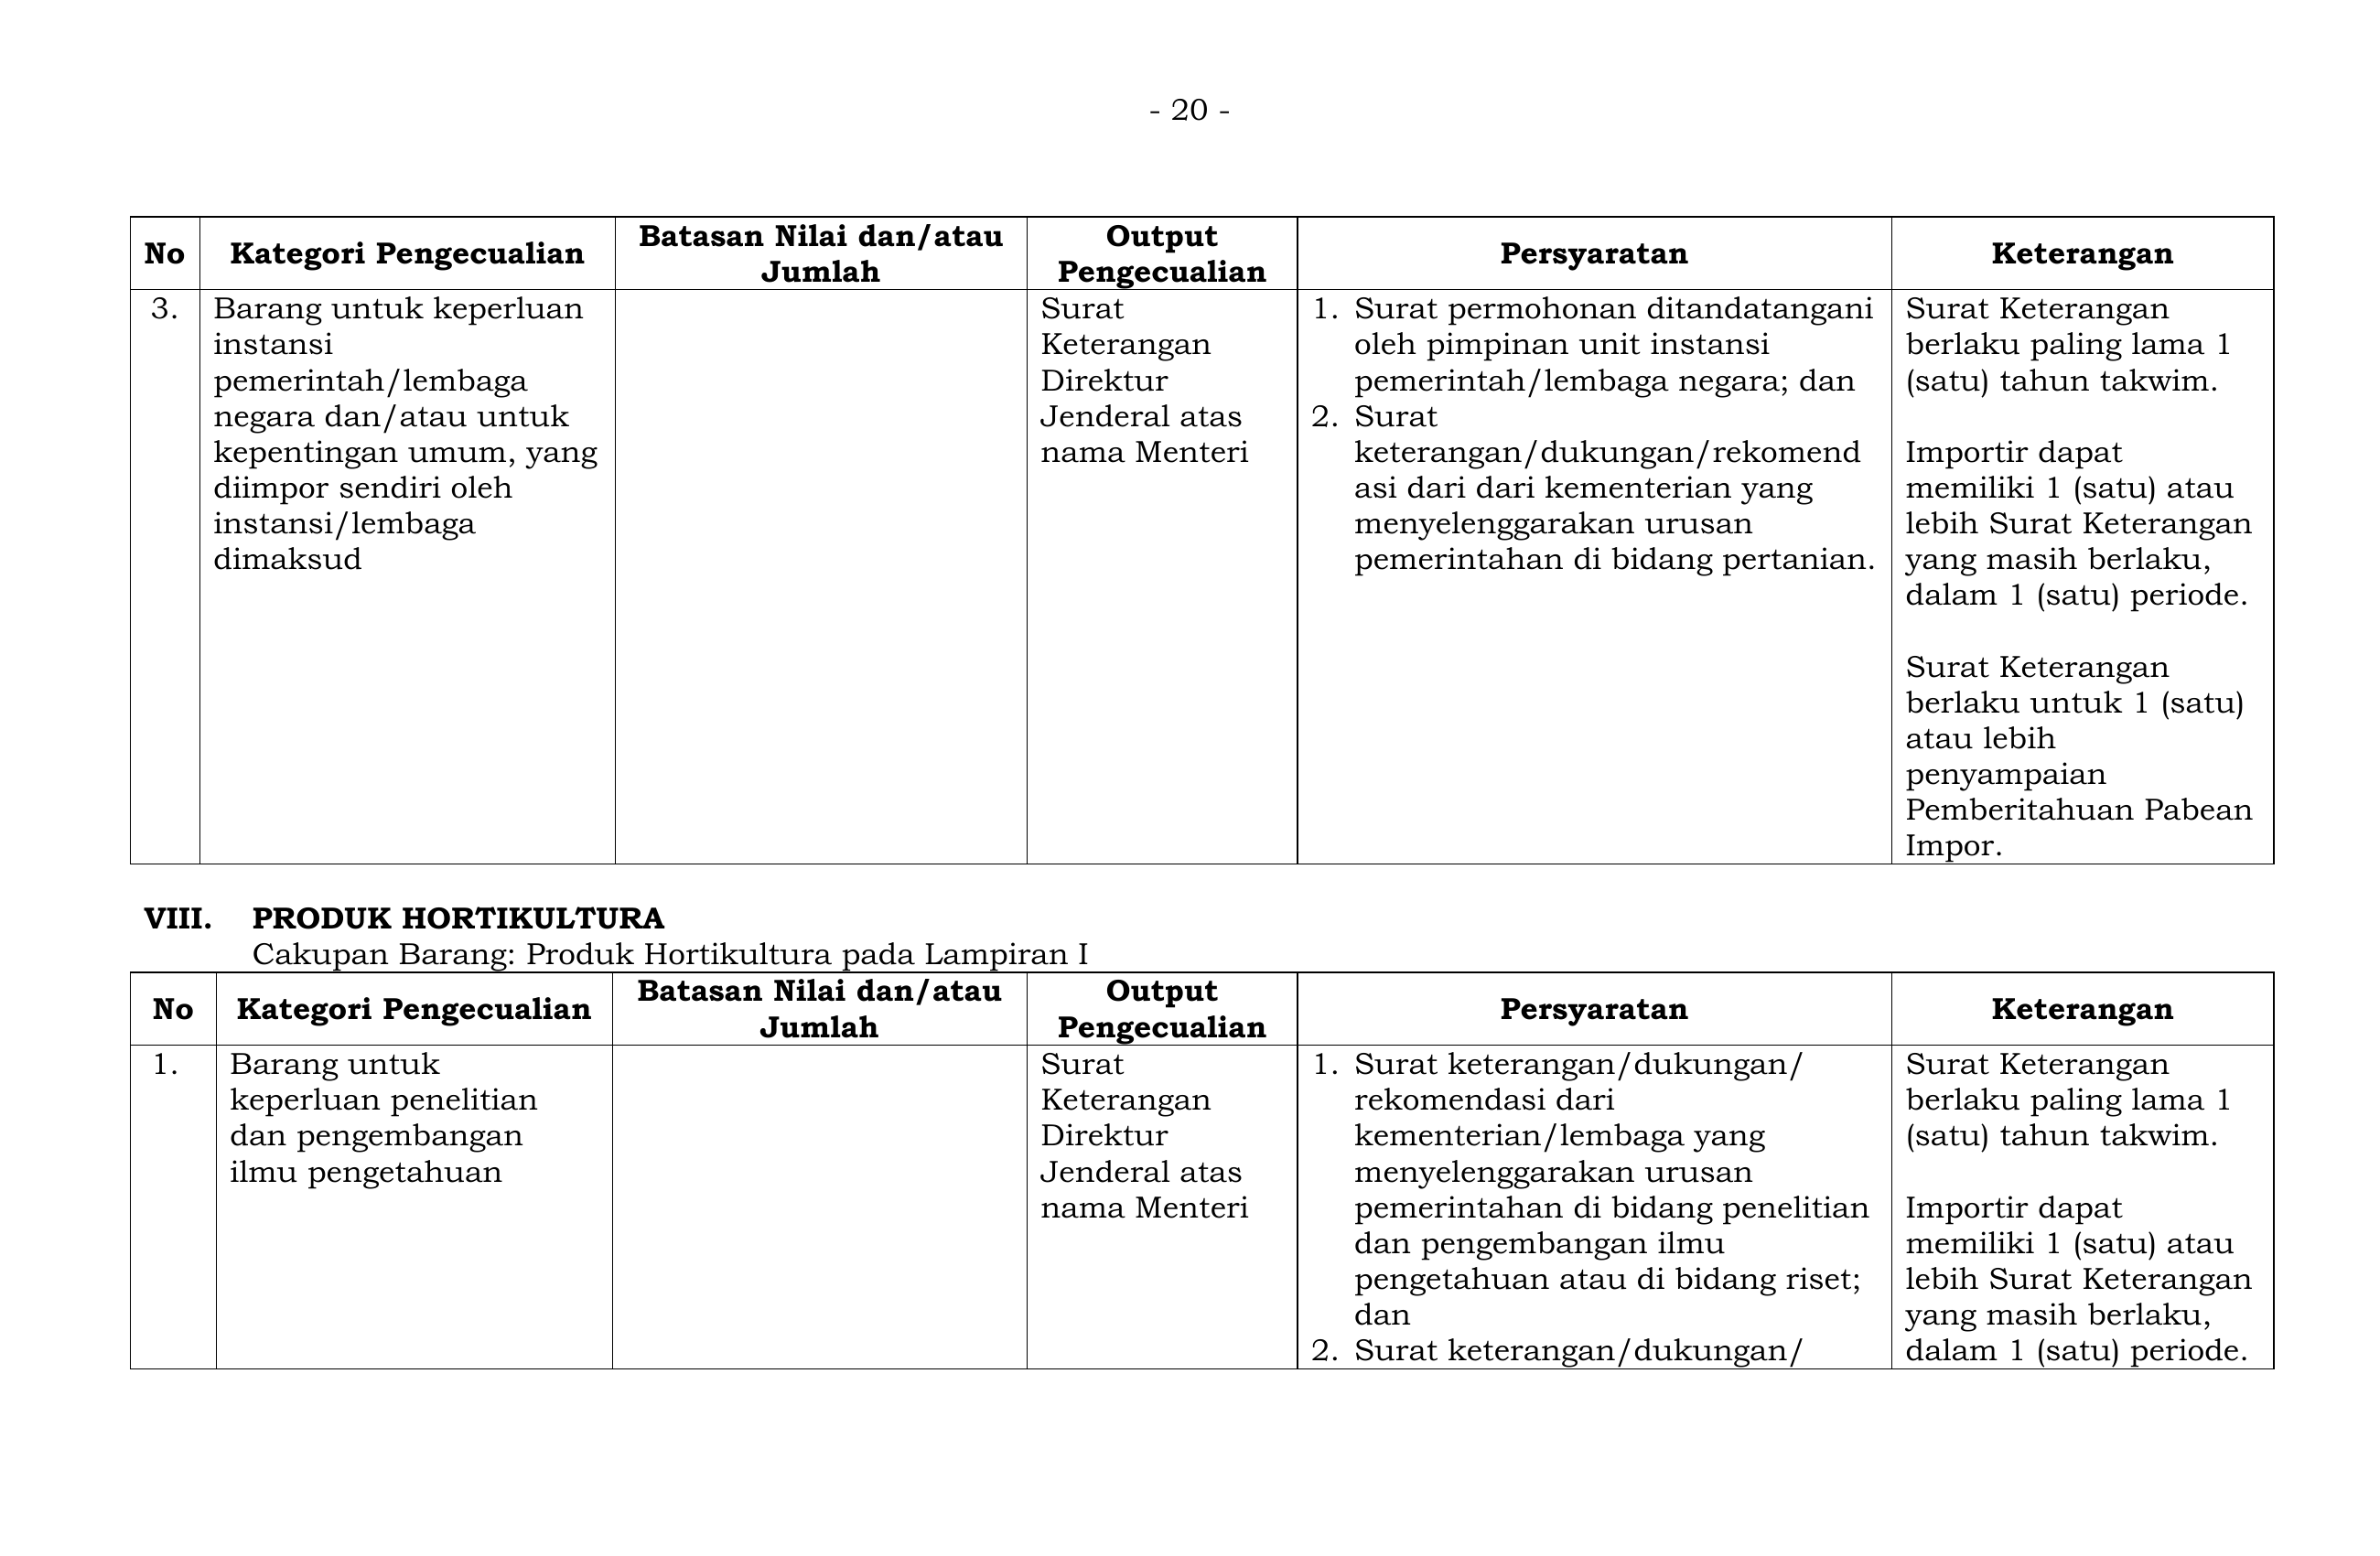 - 20 -
No
Kategori Pengecualian
Batasan Nilai dan/atau
Jumlah
Output
Pengecualian
Persyaratan
Keterangan
3.
Barang untuk keperluan
instansi
pemerintah/lembaga
negara dan/atau untuk
kepentingan umum, yang
diimpor sendiri oleh
instansi/lembaga
dimaksud
Surat
Keterangan
Direktur
Jenderal atas
nama Menteri
1. Surat permohonan ditandatangani
oleh pimpinan unit instansi
pemerintah/lembaga negara; dan
2. Surat
keterangan/dukungan/rekomend
asi dari dari kementerian yang
menyelenggarakan urusan
pemerintahan di bidang pertanian.
Surat Keterangan
berlaku paling lama 1
(satu) tahun takwim.
Importir dapat
memiliki 1 (satu) atau
lebih Surat Keterangan
yang masih berlaku,
dalam 1 (satu) periode.
Surat Keterangan
berlaku untuk 1 (satu)
atau lebih
penyampaian
Pemberitahuan Pabean
Impor.
VIII. PRODUK HORTIKULTURA
Cakupan Barang: Produk Hortikultura pada Lampiran I
No
Kategori Pengecualian
Batasan Nilai dan/atau
Jumlah
Output
Pengecualian
Persyaratan
Keterangan
1.
Barang untuk
keperluan penelitian
dan pengembangan
ilmu pengetahuan
Surat
Keterangan
Direktur
Jenderal atas
nama Menteri
1. Surat keterangan/dukungan/
rekomendasi dari
kementerian/lembaga yang
menyelenggarakan urusan
pemerintahan di bidang penelitian
dan pengembangan ilmu
pengetahuan atau di bidang riset;
dan
2. Surat keterangan/dukungan/
Surat Keterangan
berlaku paling lama 1
(satu) tahun takwim.
Importir dapat
memiliki 1 (satu) atau
lebih Surat Keterangan
yang masih berlaku,
dalam 1 (satu) periode.